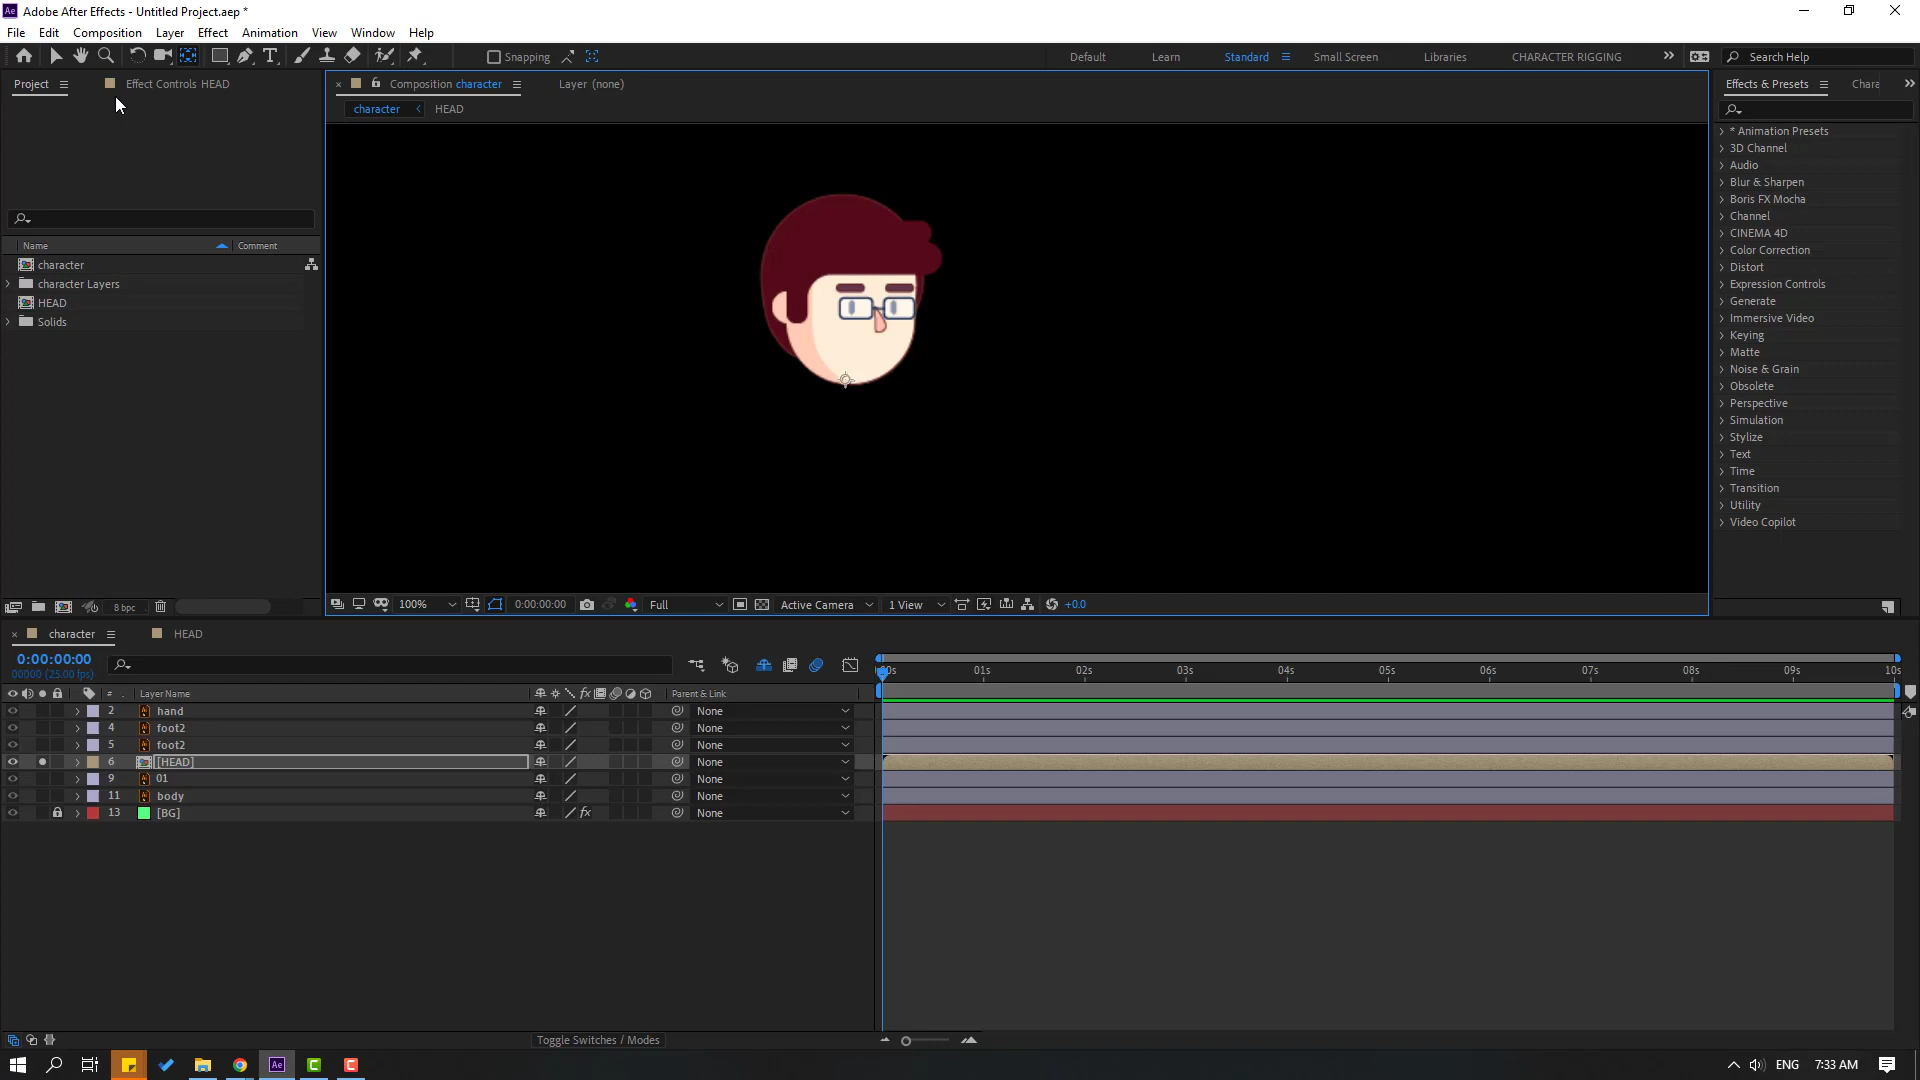 Adobe After Effects - Untitled Project.aep *
File Edit Composition Layer Effect Animation View Window Help
Snapping
Default Learn Standard Small Screen Libraries CHARACTER RIGGING Search Help
Project Effect Controls HEAD
Composition character Layer (none)
Effects & Presets Chara
character HEAD
* Animation Presets
3D Channel
Audio
Blur & Sharpen
Boris FX Mocha
Channel
CINEMA 4D
Color Correction
Distort
Expression Controls
Generate
Immersive Video
Keying
Matte
Noise & Grain
Obsolete
Perspective
Simulation
Stylize
Text
Time
Transition
Utility
Video Copilot
Name Comment
character
character Layers
HEAD
Solids
8 bpc
100% 0:00:00:00 Full Active Camera 1 View +0.0
character HEAD
0:00:00:00
00000 (25.00 fps)
:00s 01s 02s 03s 04s 05s 06s 07s 08s 09s 10s
# . Layer Name fx Parent & Link
2 hand None
4 foot2 None
5 foot2 None
6 [HEAD] None
9 01 None
11 body None
13 [BG] fx None
Toggle Switches / Modes
Ae ENG 7:33 AM